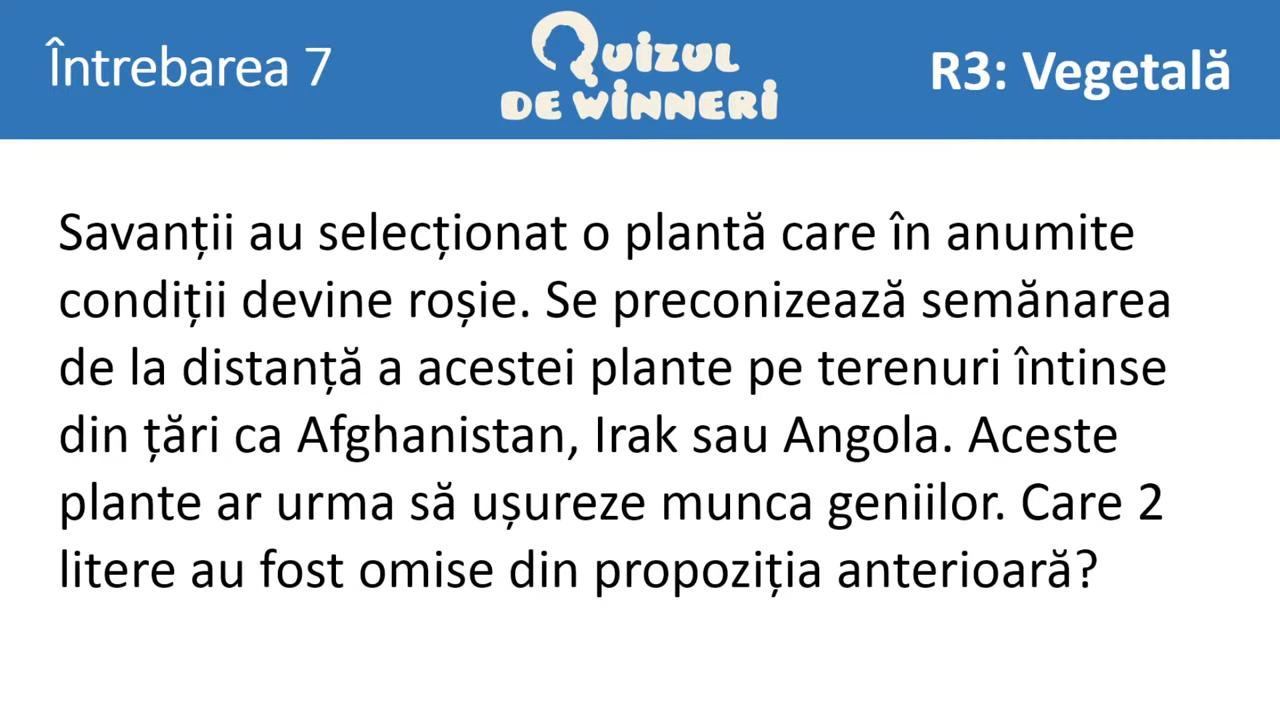 Întrebarea 7
QUIZUL
DE WINNERI
R3: Vegetală
Savanții au selecționat o plantă care în anumite
condiții devine roșie. Se preconizează semănarea
de la distanță a acestei plante pe terenuri întinse
din țări ca Afghanistan, Irak sau Angola. Aceste
plante ar urma să ușureze munca geniilor. Care 2
litere au fost omise din propoziția anterioară?